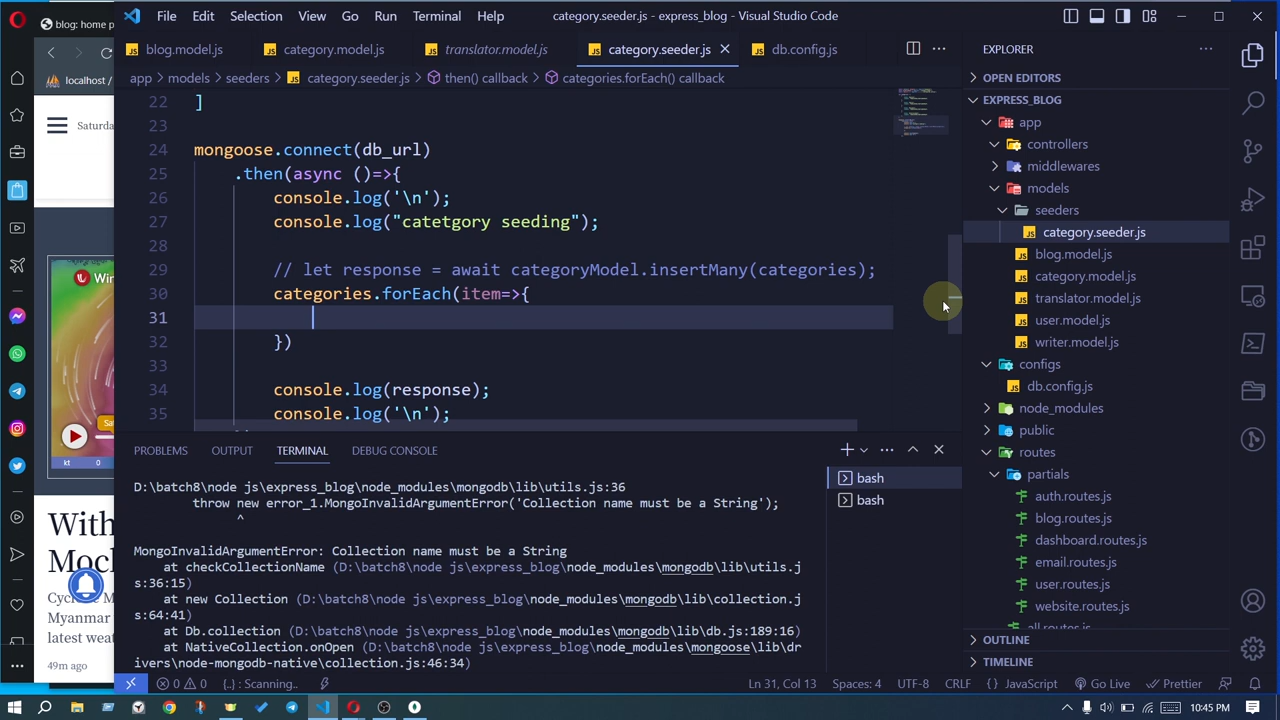 File Edit Selection View Go Run Terminal Help
category.seeder.js - express_blog - Visual Studio Code
blog: home p
localhost /
Saturda
Win
kt 0
With
Moc
Cyc
Myanmar
latest weat
49m ago
blog.model.js category.model.js translator.model.js category.seeder.js db.config.js
app > models > seeders > category.seeder.js > then() callback > categories.forEach() callback
22 ]
23
24 mongoose.connect(db_url)
25 .then(async ()=>{
26 console.log('\n');
27 console.log("catetgory seeding");
28
29 // let response = await categoryModel.insertMany(categories);
30 categories.forEach(item=>{
31
32 })
33
34 console.log(response);
35 console.log('\n');
PROBLEMS OUTPUT TERMINAL DEBUG CONSOLE
D:\batch8\node js\express_blog\node_modules\mongodb\lib\utils.js:36
throw new error_1.MongoInvalidArgumentError('Collection name must be a String');
^
MongoInvalidArgumentError: Collection name must be a String
at checkCollectionName (D:\batch8\node js\express_blog\node_modules\mongodb\lib\utils.j
s:36:15)
at new Collection (D:\batch8\node js\express_blog\node_modules\mongodb\lib\collection.j
s:64:41)
at Db.collection (D:\batch8\node js\express_blog\node_modules\mongodb\lib\db.js:189:16)
at NativeCollection.onOpen (D:\batch8\node js\express_blog\node_modules\mongoose\lib\dr
ivers\node-mongodb-native\collection.js:46:34)
bash
bash
EXPLORER
OPEN EDITORS
EXPRESS_BLOG
app
controllers
middlewares
models
seeders
category.seeder.js
blog.model.js
category.model.js
translator.model.js
user.model.js
writer.model.js
configs
db.config.js
node_modules
public
routes
partials
auth.routes.js
blog.routes.js
dashboard.routes.js
email.routes.js
user.routes.js
website.routes.js
all.routes.js
OUTLINE
TIMELINE
0 0 {..} : Scanning.. Ln 31, Col 13 Spaces: 4 UTF-8 CRLF {} JavaScript Go Live Prettier
10:45 PM